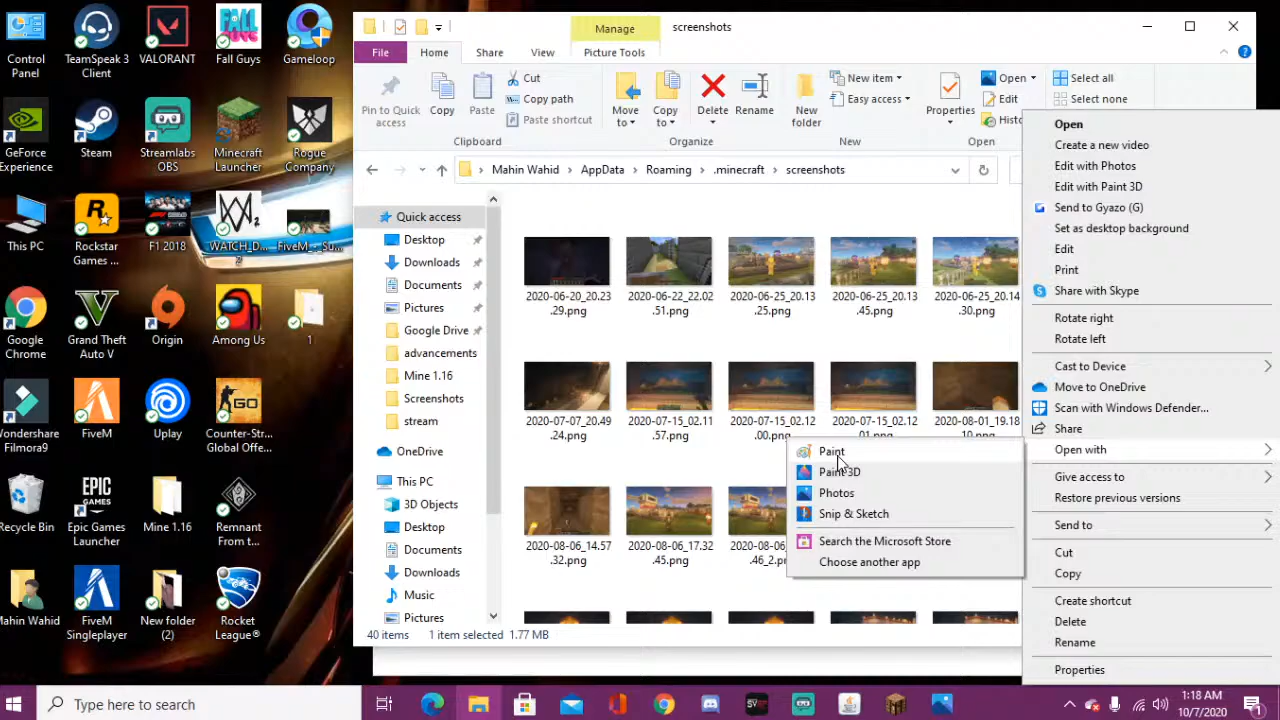 Control Panel
TeamSpeak 3 Client
VALORANT
Fall Guys
Gameloop
GeForce Experience
Steam
Streamlabs OBS
Minecraft Launcher
Rogue Company
This PC
Rockstar Games ...
F1 2018
WATCH_D... 2
FiveM_-_Su...
Google Chrome
Grand Theft Auto V
Origin
Among Us
1
Wondershare Filmora9
FiveM
Uplay
Counter-Str... Global Offe...
Recycle Bin
Epic Games Launcher
Mine 1.16
Remnant From t...
Mahin Wahid
FiveM Singleplayer
New folder (2)
Rocket League®
Manage
screenshots
File
Home
Share
View
Picture Tools
Pin to Quick access
Copy
Paste
Cut
Copy path
Paste shortcut
Clipboard
Move to
Copy to
Delete
Rename
Organize
New folder
New item
Easy access
New
Properties
Open
Edit
Histo
Open
Select all
Select none
Mahin Wahid > AppData > Roaming > .minecraft > screenshots
Quick access
Desktop
Downloads
Documents
Pictures
Google Drive
advancements
Mine 1.16
Screenshots
stream
OneDrive
This PC
3D Objects
Desktop
Documents
Downloads
Music
Pictures
2020-06-20_20.23.29.png
2020-06-22_22.02.51.png
2020-06-25_20.13.25.png
2020-06-25_20.13.45.png
2020-06-25_20.14.30.png
2020-07-07_20.49.24.png
2020-07-15_02.11.57.png
2020-07-15_02.12.00.png
2020-07-15_02.12
2020-08-01_19.18
2020-08-06_14.57.32.png
2020-08-06_17.32.45.png
2020-08-06
.46_2.p
40 items
1 item selected 1.77 MB
Paint
Paint 3D
Photos
Snip & Sketch
Search the Microsoft Store
Choose another app
Open
Create a new video
Edit with Photos
Edit with Paint 3D
Send to Gyazo (G)
Set as desktop background
Edit
Print
Share with Skype
Rotate right
Rotate left
Cast to Device
Move to OneDrive
Scan with Windows Defender...
Share
Open with
Give access to
Restore previous versions
Send to
Cut
Copy
Create shortcut
Delete
Rename
Properties
Type here to search
1:18 AM
10/7/2020